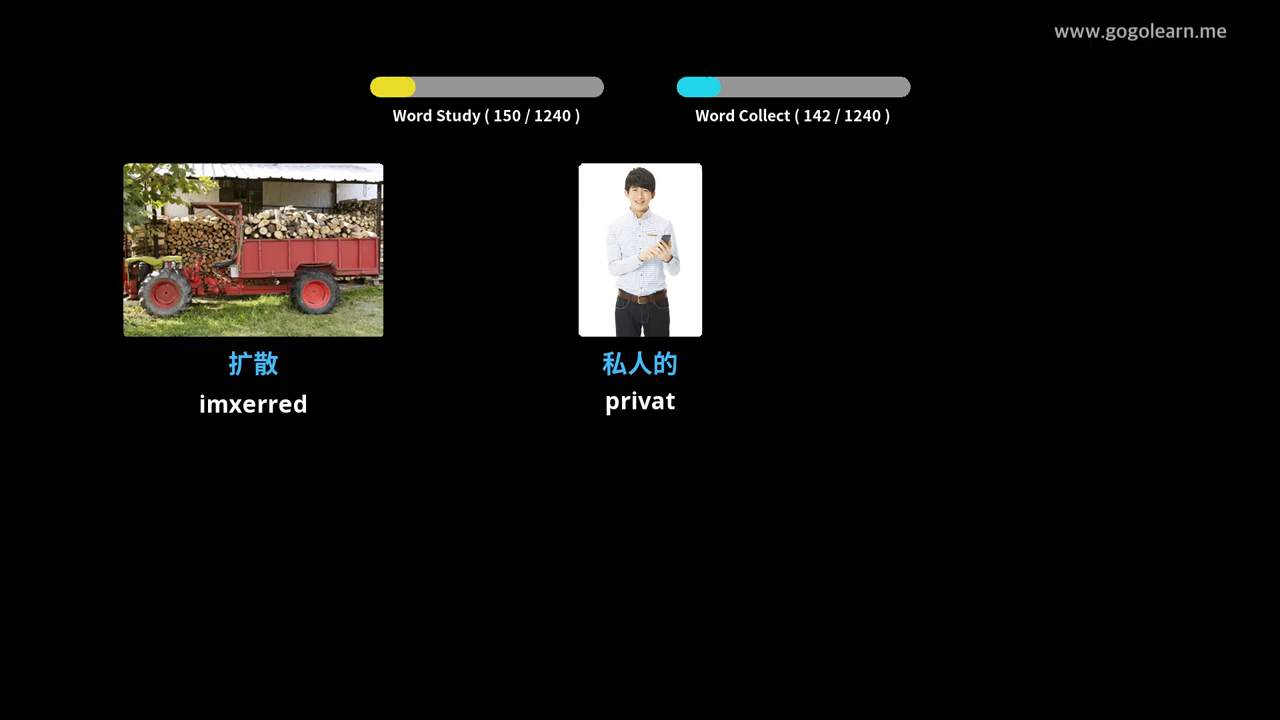 www.gogolearn.me
Word Study ( 150 / 1240 )
Word Collect ( 142 / 1240 )
扩散
imxerred
私人的
privat